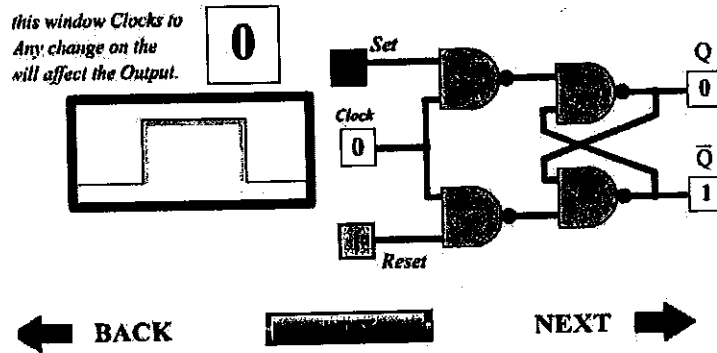 this window Clocks to
Any change on the
will affect the Output.
0
Set
Clock
0
Reset
Q
0
Q̅
1
BACK
NEXT